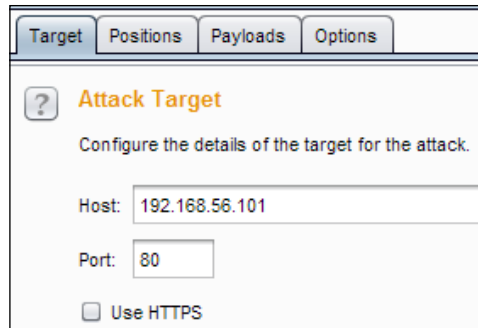 Target Positions Payloads Options
? Attack Target
Configure the details of the target for the attack.
Host: 192.168.56.101
Port: 80
Use HTTPS